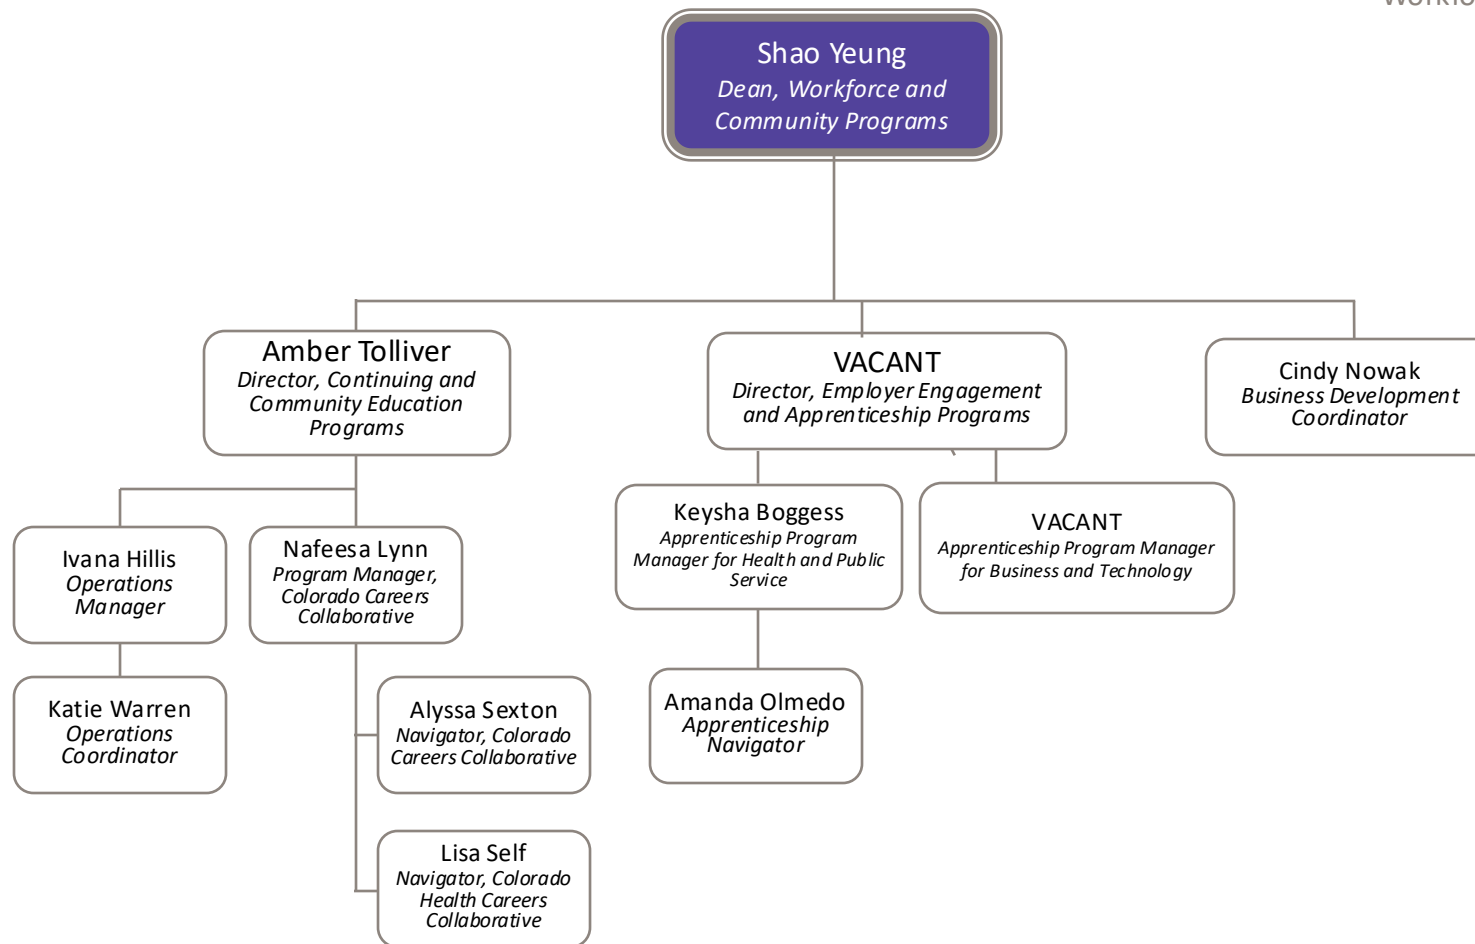 Shao Yeung
Dean, Workforce and
Community Programs
Amber Tolliver
Director, Continuing and
Community Education
Programs
VACANT
Director, Employer Engagement
and Apprenticeship Programs
Cindy Nowak
Business Development
Coordinator
Ivana Hillis
Operations
Manager
Nafeesa Lynn
Program Manager,
Colorado Careers
Collaborative
Keysha Boggess
Apprenticeship Program
Manager for Health and Public
Service
VACANT
Apprenticeship Program Manager
for Business and Technology
Katie Warren
Operations
Coordinator
Alyssa Sexton
Navigator, Colorado
Careers Collaborative
Amanda Olmedo
Apprenticeship
Navigator
Lisa Self
Navigator, Colorado
Health Careers
Collaborative